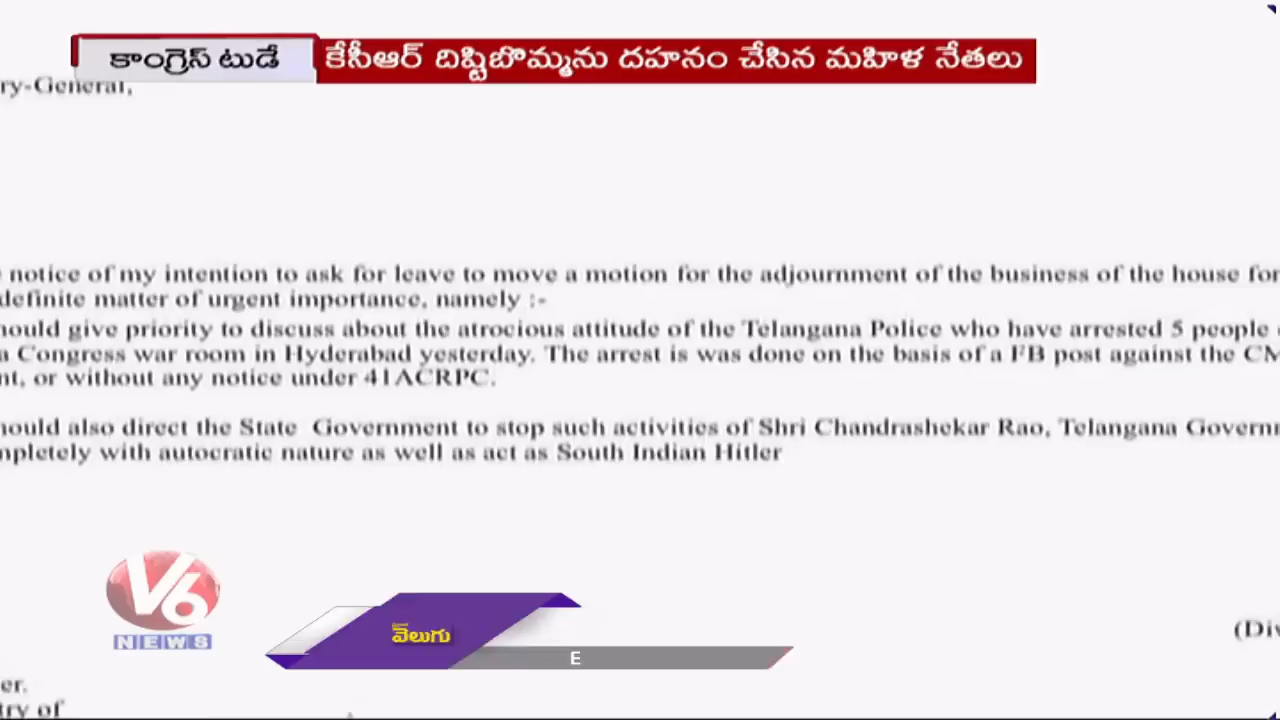 కాంగ్రెస్ టుడే
కేసీఆర్ దిష్టిబొమ్మను దహనం చేసిన మహిళ నేతలు
ry-General,
notice of my intention to ask for leave to move a motion for the adjournment of the business of the house for
definite matter of urgent importance, namely :-
hould give priority to discuss about the atrocious attitude of the Telangana Police who have arrested 5 people
a Congress war room in Hyderabad yesterday. The arrest is was done on the basis of a FB post against the CM
nt, or without any notice under 41ACRPC.
hould also direct the State Government to stop such activities of Shri Chandrashekar Rao, Telangana Governm
mpletely with autocratic nature as well as act as South Indian Hitler
V6
NEWS
వెలుగు
E
(Div
er.
try of